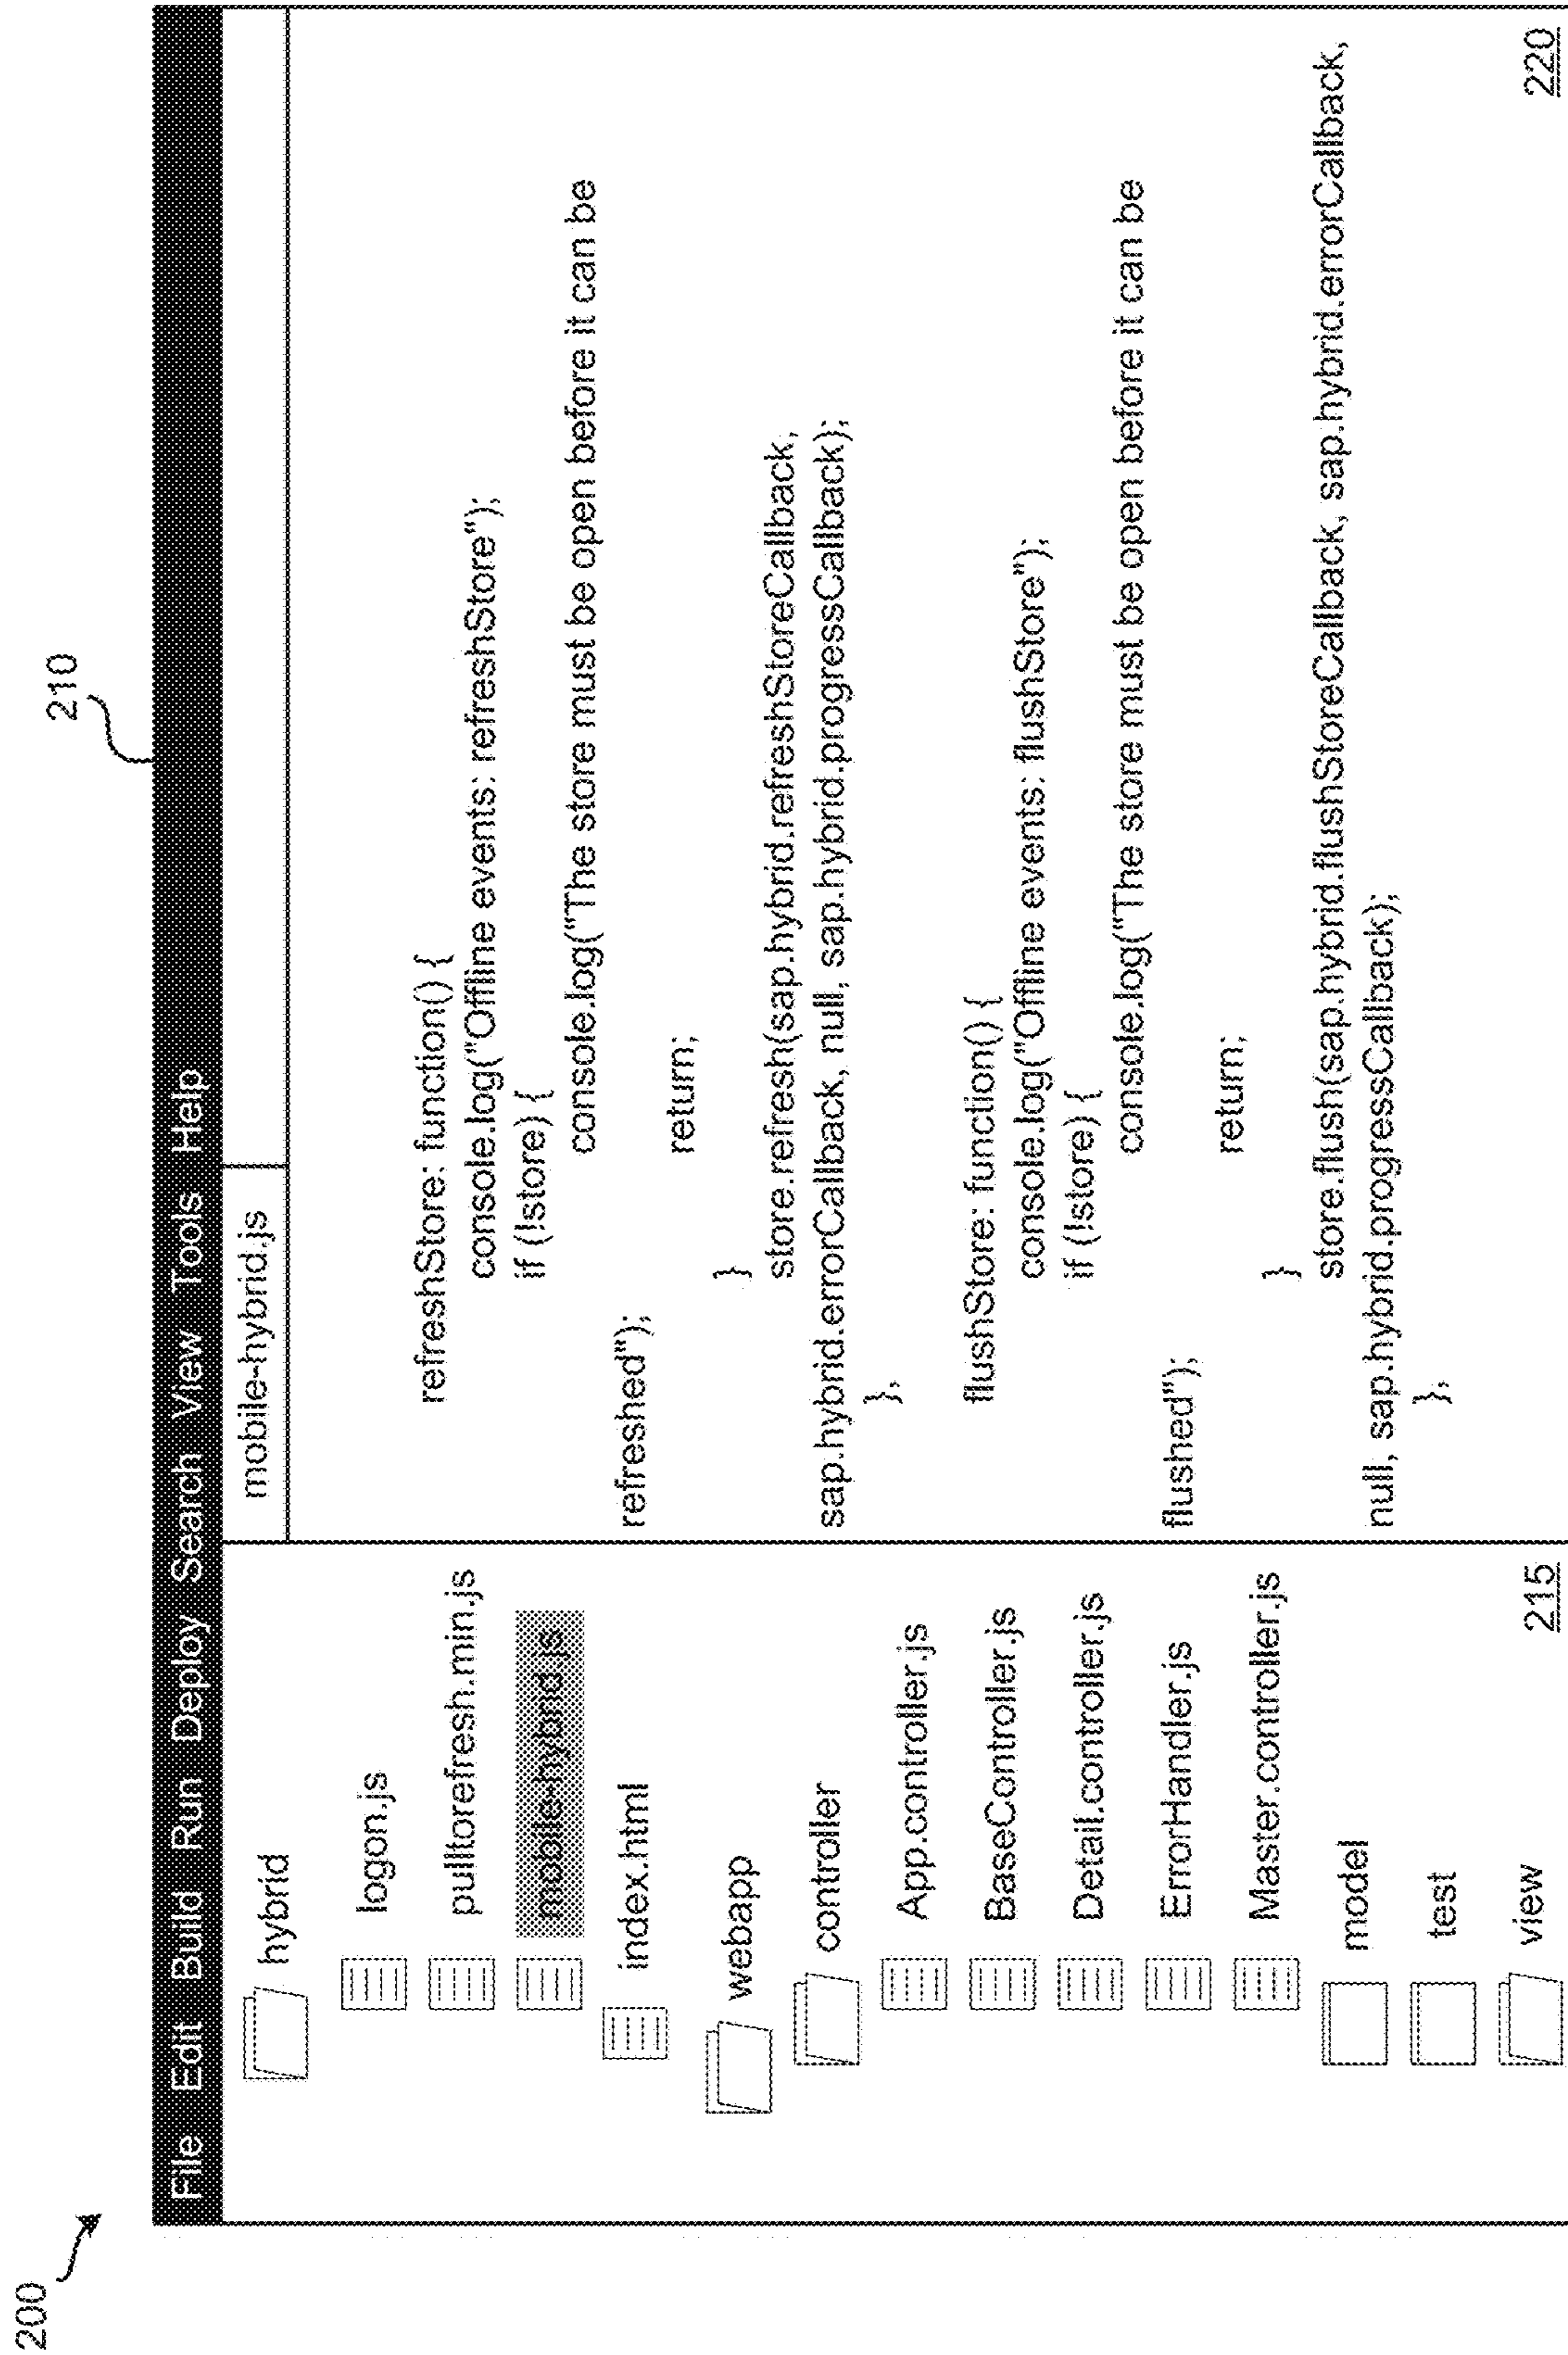 200
210
File Edit Build Run Deploy Search View Tools Help
hybrid
logon.js
pulltorefresh.min.js
mobile-hybrid.js
index.html
webapp
controller
App.controller.js
BaseController.js
Detail.controller.js
ErrorHandler.js
Master.controller.js
model
test
view
215
mobile-hybrid.js
refreshStore: function() {
console.log("Offline events: refreshStore");
if (!store) {
console.log("The store must be open before it can be
refreshed");
return;
}
store.refresh(sap.hybrid.refreshStoreCallback,
sap.hybrid.errorCallback, null, sap.hybrid.progressCallback);
},
flushStore: function() {
console.log("Offline events: flushStore");
if (!store) {
console.log("The store must be open before it can be
flushed");
return;
}
store.flush(sap.hybrid.flushStoreCallback, sap.hybrid.errorCallback,
null, sap.hybrid.progressCallback);
},
220